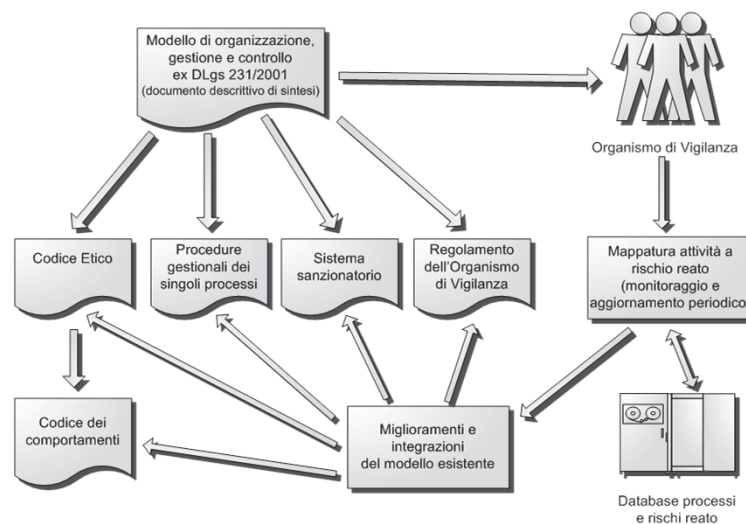 Modello di organizzazione,
gestione e controllo
ex DLgs 231/2001
(documento descrittivo di sintesi)
Organismo di Vigilanza
Codice Etico
Procedure
gestionali dei
singoli processi
Sistema
sanzionatorio
Regolamento
dell'Organismo
di Vigilanza
Mappatura attività a
rischio reato
(monitoraggio e
aggiornamento periodico
Codice dei
comportamenti
Miglioramenti e
integrazioni
del modello esistente
Database processi
e rischi reato